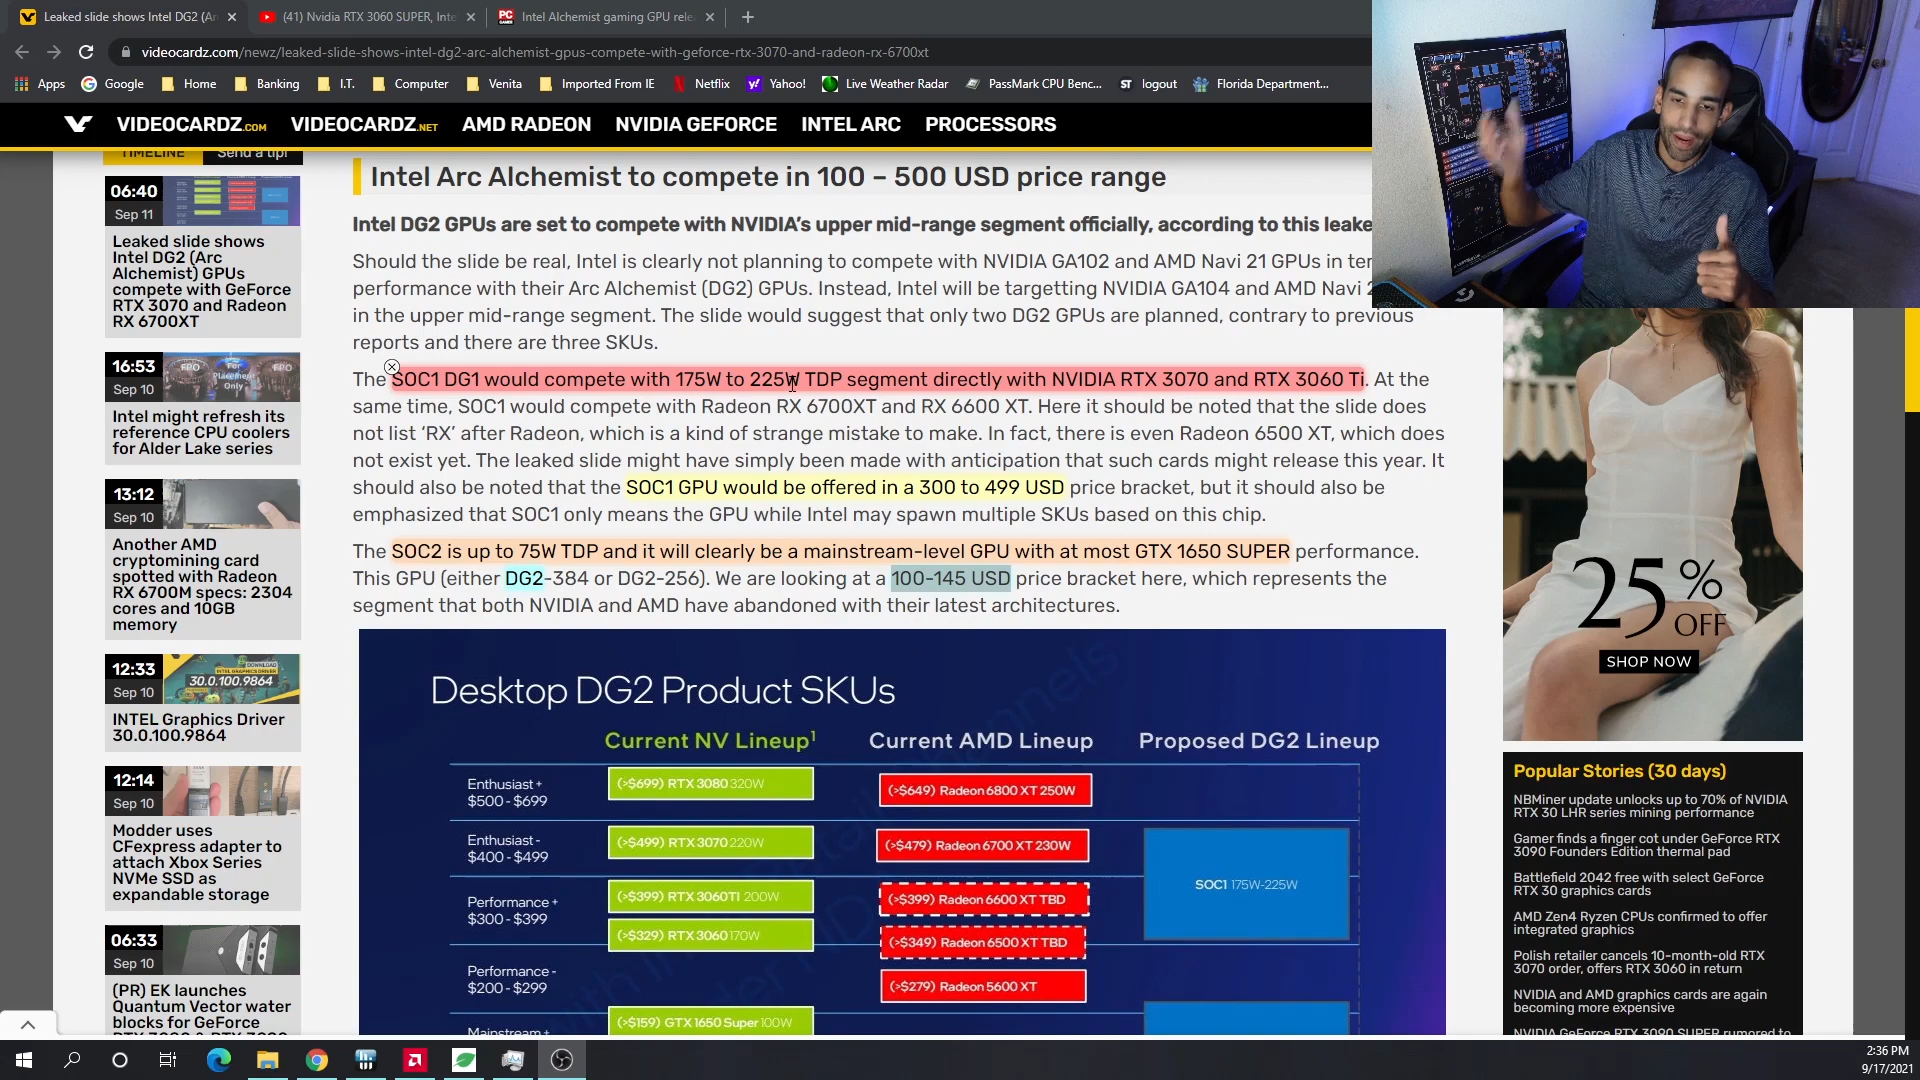 Leaked slide shows Intel DG2 (Ar
(41) Nvidia RTX 3060 SUPER, Inte
Intel Alchemist gaming GPU rele
videocardz.com/newz/leaked-slide-shows-intel-dg2-arc-alchemist-gpus-compete-with-geforce-rtx-3070-and-radeon-rx-6700xt
Apps Google Home Banking I.T. Computer Venita Imported From IE Netflix Yahoo! Live Weather Radar PassMark CPU Benc... logout Florida Department...
VIDEOCARDZ.COM VIDEOCARDZ.NET AMD RADEON NVIDIA GEFORCE INTEL ARC PROCESSORS
TIMELINE Send a tip!
06:40
Sep 11
Leaked slide shows
Intel DG2 (Arc
Alchemist) GPUs
compete with GeForce
RTX 3070 and Radeon
RX 6700XT
16:53
Sep 10
FPO
For
Placement
Only
FPO
Intel might refresh its
reference CPU coolers
for Alder Lake series
13:12
Sep 10
Another AMD
cryptomining card
spotted with Radeon
RX 6700M specs: 2304
cores and 10GB
memory
12:33
Sep 10
30.0.100.9864
INTEL Graphics Driver
30.0.100.9864
12:14
Sep 10
Modder uses
CFexpress adapter to
attach Xbox Series
NVMe SSD as
expandable storage
06:33
Sep 10
(PR) EK launches
Quantum Vector water
blocks for GeForce
Intel Arc Alchemist to compete in 100 – 500 USD price range
Intel DG2 GPUs are set to compete with NVIDIA's upper mid-range segment officially, according to this leake
Should the slide be real, Intel is clearly not planning to compete with NVIDIA GA102 and AMD Navi 21 GPUs in ter
performance with their Arc Alchemist (DG2) GPUs. Instead, Intel will be targetting NVIDIA GA104 and AMD Navi 2
in the upper mid-range segment. The slide would suggest that only two DG2 GPUs are planned, contrary to previous
reports and there are three SKUs.
The SOC1 DG1 would compete with 175W to 225W TDP segment directly with NVIDIA RTX 3070 and RTX 3060 Ti. At the
same time, SOC1 would compete with Radeon RX 6700XT and RX 6600 XT. Here it should be noted that the slide does
not list ‘RX’ after Radeon, which is a kind of strange mistake to make. In fact, there is even Radeon 6500 XT, which does
not exist yet. The leaked slide might have simply been made with anticipation that such cards might release this year. It
should also be noted that the SOC1 GPU would be offered in a 300 to 499 USD price bracket, but it should also be
emphasized that SOC1 only means the GPU while Intel may spawn multiple SKUs based on this chip.
The SOC2 is up to 75W TDP and it will clearly be a mainstream-level GPU with at most GTX 1650 SUPER performance.
This GPU (either DG2-384 or DG2-256). We are looking at a 100-145 USD price bracket here, which represents the
segment that both NVIDIA and AMD have abandoned with their latest architectures.
Desktop DG2 Product SKUs
Current NV Lineup¹ Current AMD Lineup Proposed DG2 Lineup
Enthusiast +
$500 - $699
(>$699) RTX 3080 320W
(>$649) Radeon 6800 XT 250W
Enthusiast -
$400 - $499
(>$499) RTX 3070 220W
(>$479) Radeon 6700 XT 230W
SOC1 175W-225W
Performance +
$300 - $399
(>$399) RTX 3060TI 200W
(>$399) Radeon 6600 XT TBD
(>$329) RTX 3060 170W
(>$349) Radeon 6500 XT TBD
Performance -
$200 - $299
(>$279) Radeon 5600 XT
Mainstream +
(>$159) GTX 1650 Super 100W
25% OFF
SHOP NOW
Popular Stories (30 days)
NBMiner update unlocks up to 70% of NVIDIA
RTX 30 LHR series mining performance
Gamer finds a finger cot under GeForce RTX
3090 Founders Edition thermal pad
Battlefield 2042 free with select GeForce
RTX 30 graphics cards
AMD Zen4 Ryzen CPUs confirmed to offer
integrated graphics
Polish retailer cancels 10-month-old RTX
3070 order, offers RTX 3060 in return
NVIDIA and AMD graphics cards are again
becoming more expensive
NVIDIA GeForce RTX 3090 SUPER rumored to
2:36 PM
9/17/2021